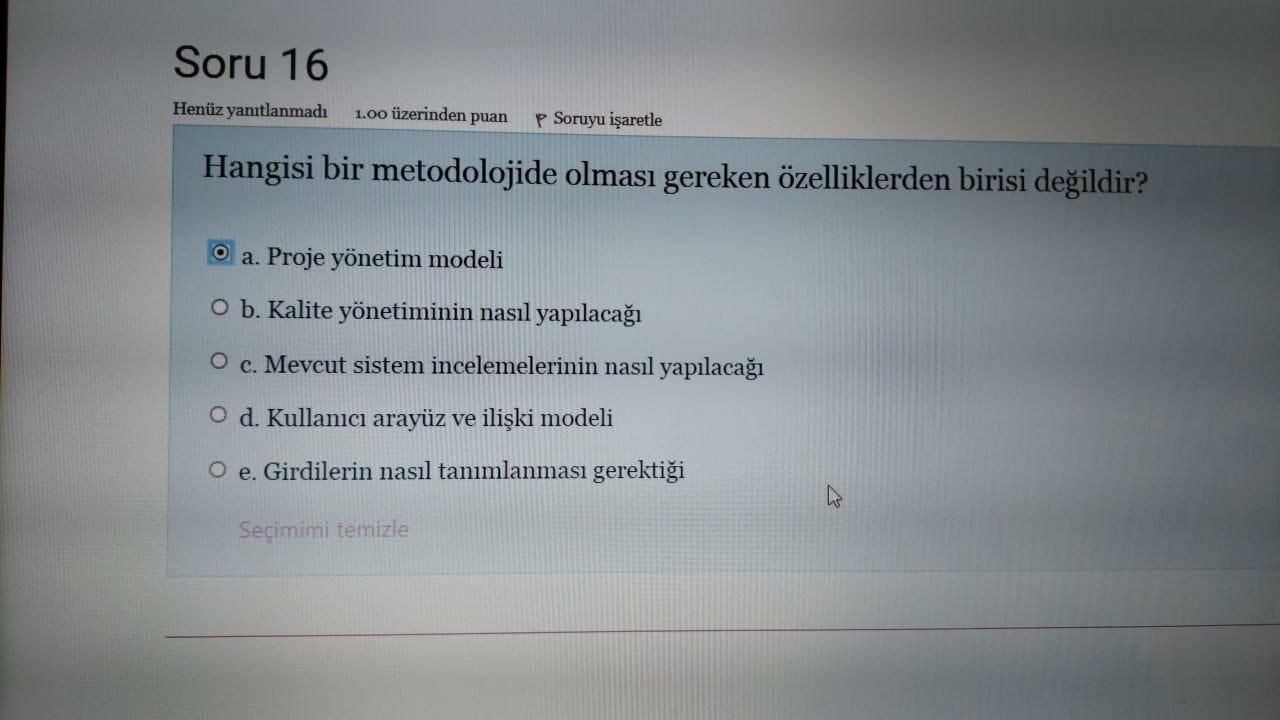 Soru 16
Henüz yanıtlanmadı 1.00 üzerinden puan Soruyu işaretle
Hangisi bir metodolojide olması gereken özelliklerden birisi değildir?
a. Proje yönetim modeli
b. Kalite yönetiminin nasıl yapılacağı
c. Mevcut sistem incelemelerinin nasıl yapılacağı
d. Kullanıcı arayüz ve ilişki modeli
e. Girdilerin nasıl tanımlanması gerektiği
Seçimimi temizle